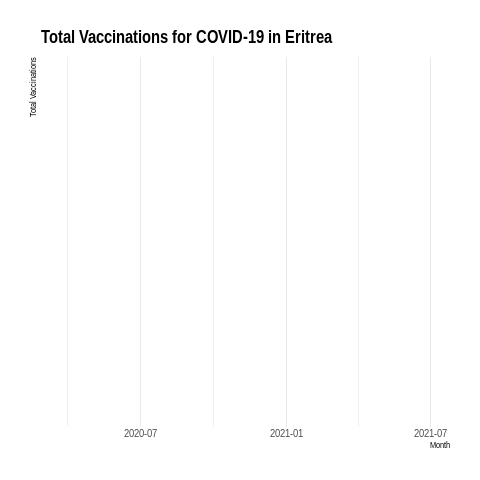 Total Vaccinations for COVID-19 in Eritrea
Total Vaccinations
2020-07 2021-01 2021-07
Month